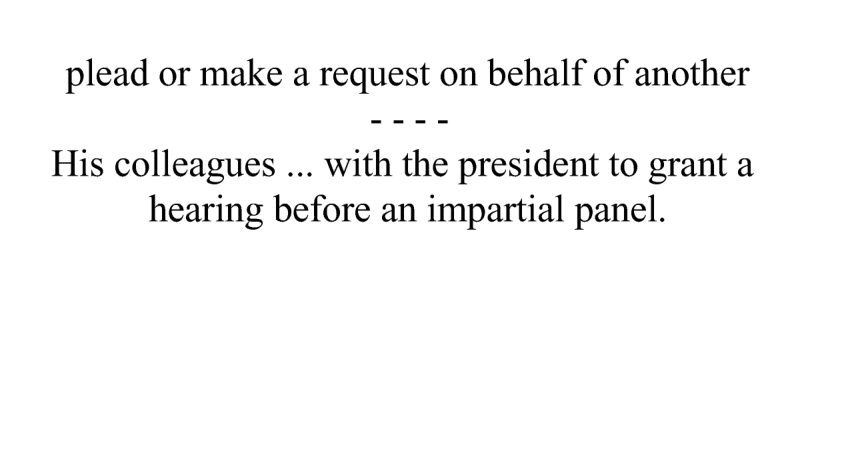 plead or make a request on behalf of another
- - - -
His colleagues ... with the president to grant a
hearing before an impartial panel.